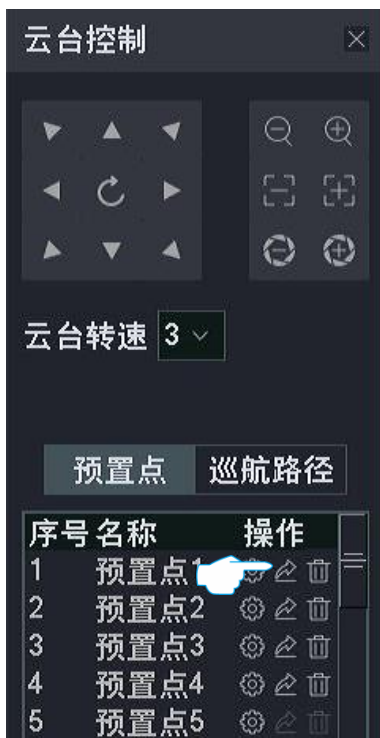 云台控制
云台转速 3
预置点 巡航路径
序号 名称 操作
1 预置点1
2 预置点2
3 预置点3
4 预置点4
5 预置点5